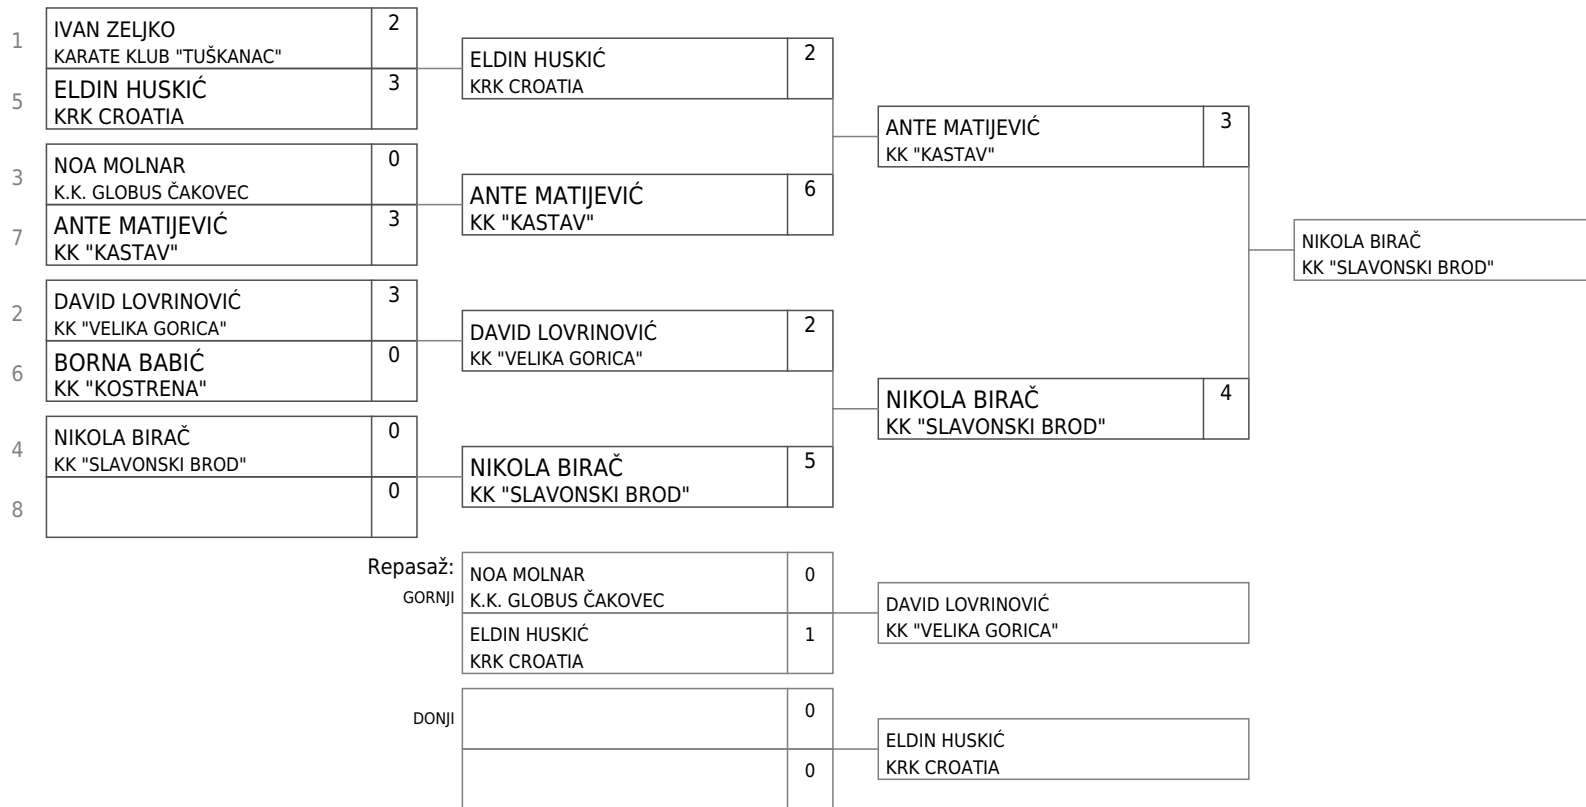 1
IVAN ZELJKO
KARATE KLUB "TUŠKANAC"
2
5
ELDIN HUSKIĆ
KRK CROATIA
3
3
NOA MOLNAR
K.K. GLOBUS ČAKOVEC
0
7
ANTE MATIJEVIĆ
KK "KASTAV"
3
2
DAVID LOVRINOVIĆ
KK "VELIKA GORICA"
3
6
BORNA BABIĆ
KK "KOSTRENA"
0
4
NIKOLA BIRAČ
KK "SLAVONSKI BROD"
0
8
0
ELDIN HUSKIĆ
KRK CROATIA
2
ANTE MATIJEVIĆ
KK "KASTAV"
6
DAVID LOVRINOVIĆ
KK "VELIKA GORICA"
2
NIKOLA BIRAČ
KK "SLAVONSKI BROD"
5
ANTE MATIJEVIĆ
KK "KASTAV"
3
NIKOLA BIRAČ
KK "SLAVONSKI BROD"
4
NIKOLA BIRAČ
KK "SLAVONSKI BROD"
Repasaž:
GORNJI
NOA MOLNAR
K.K. GLOBUS ČAKOVEC
0
ELDIN HUSKIĆ
KRK CROATIA
1
DAVID LOVRINOVIĆ
KK "VELIKA GORICA"
DONJI
0
0
ELDIN HUSKIĆ
KRK CROATIA